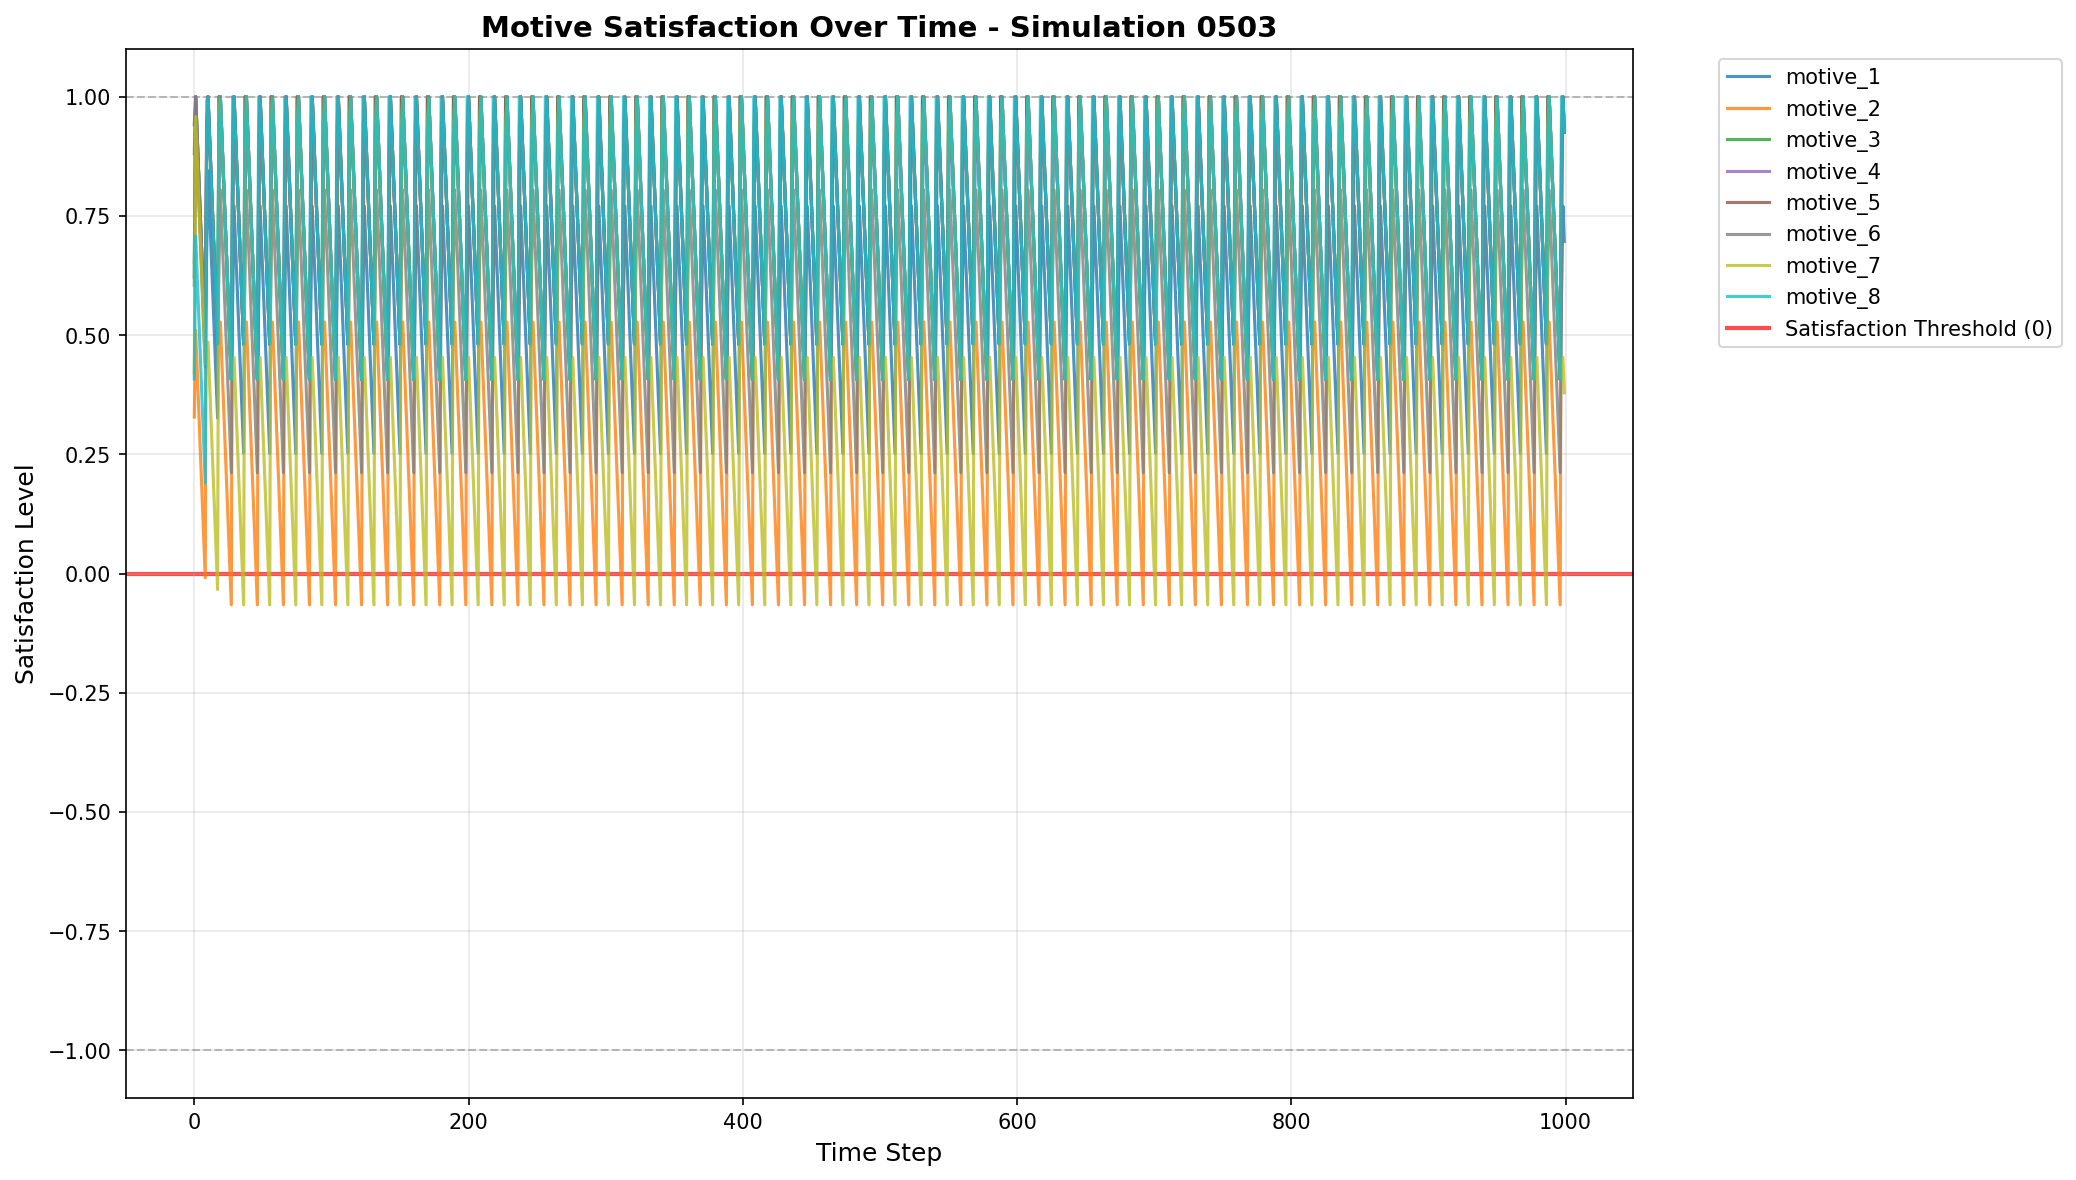 Motive Satisfaction Over Time - Simulation 0503
Satisfaction Level
1.00
0.75
0.50
0.25
0.00
−0.25
−0.50
−0.75
−1.00
0
200
400
600
800
1000
Time Step
motive_1
motive_2
motive_3
motive_4
motive_5
motive_6
motive_7
motive_8
Satisfaction Threshold (0)